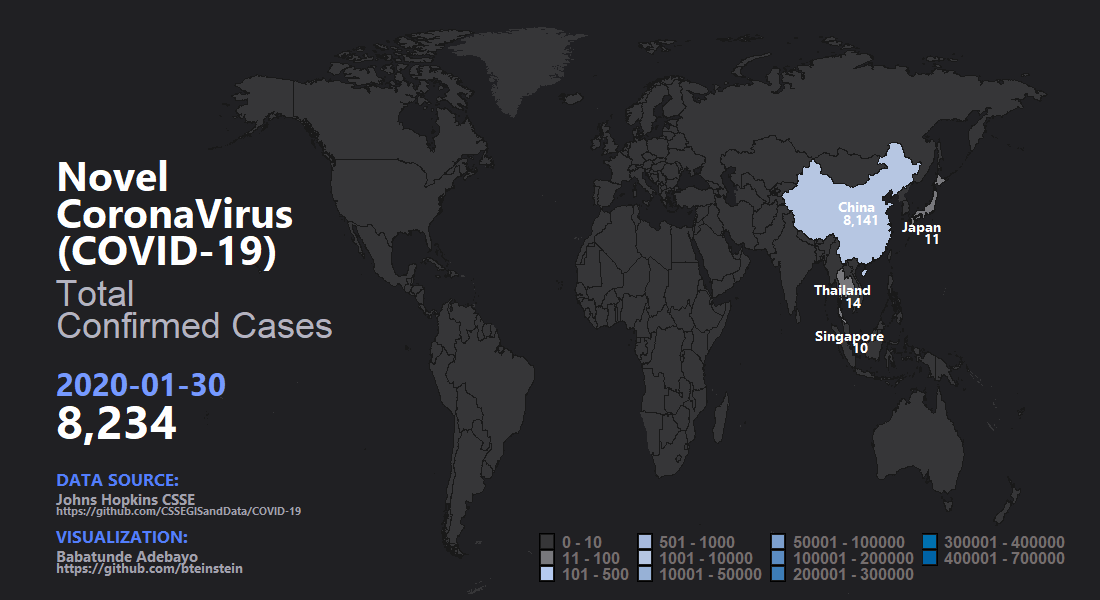 Novel
CoronaVirus
(COVID-19)
Total
Confirmed Cases
2020-01-30
8,234
DATA SOURCE:
Johns Hopkins CSSE
https://github.com/CSSEGISandData/COVID-19
VISUALIZATION:
Babatunde Adebayo
https://github.com/bteinstein
China
8,141
Japan
11
Thailand
14
Singapore
10
0 - 10
11 - 100
101 - 500
501 - 1000
1001 - 10000
10001 - 50000
50001 - 100000
100001 - 200000
200001 - 300000
300001 - 400000
400001 - 700000